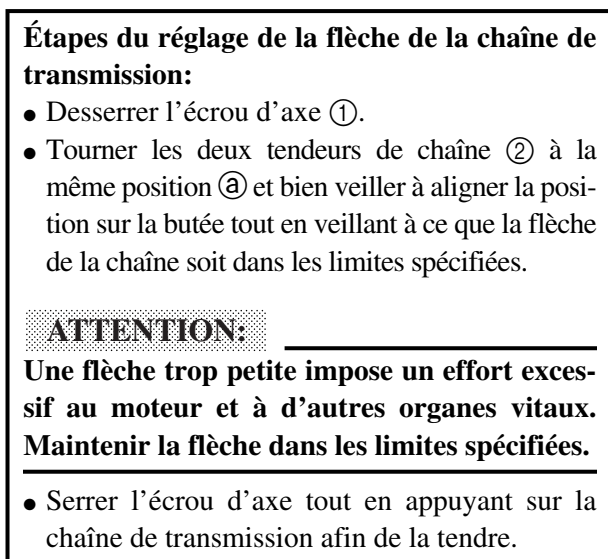 Étapes du réglage de la flèche de la chaîne de
transmission:
● Desserrer l’écrou d’axe ①.
● Tourner les deux tendeurs de chaîne ② à la
même position ⓐ et bien veiller à aligner la posi-
tion sur la butée tout en veillant à ce que la flèche
de la chaîne soit dans les limites spécifiées.
ATTENTION:
Une flèche trop petite impose un effort exces-
sif au moteur et à d’autres organes vitaux.
Maintenir la flèche dans les limites spécifiées.
● Serrer l’écrou d’axe tout en appuyant sur la
chaîne de transmission afin de la tendre.